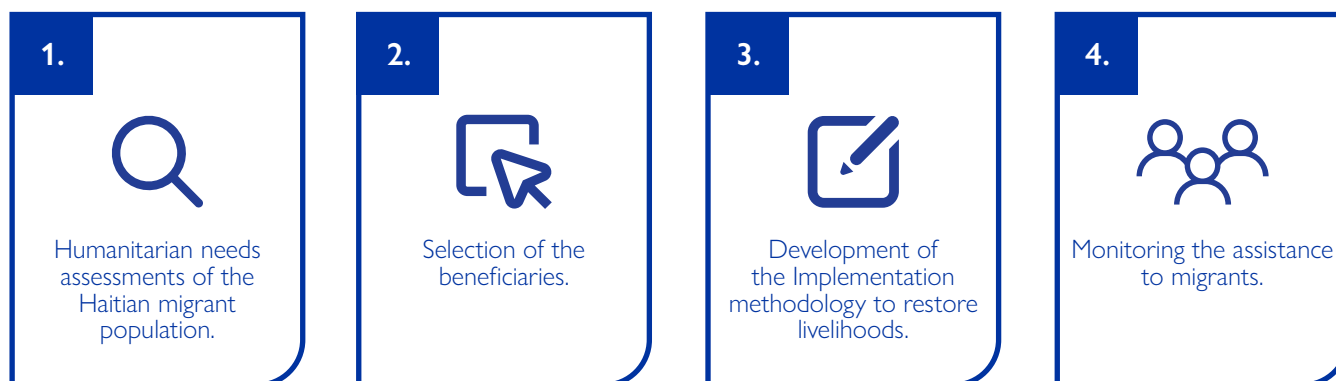 1.
Humanitarian needs
assessments of the
Haitian migrant
population.
2.
Selection of the
beneficiaries.
3.
Development of
the Implementation
methodology to restore
livelihoods.
4.
Monitoring the assistance
to migrants.